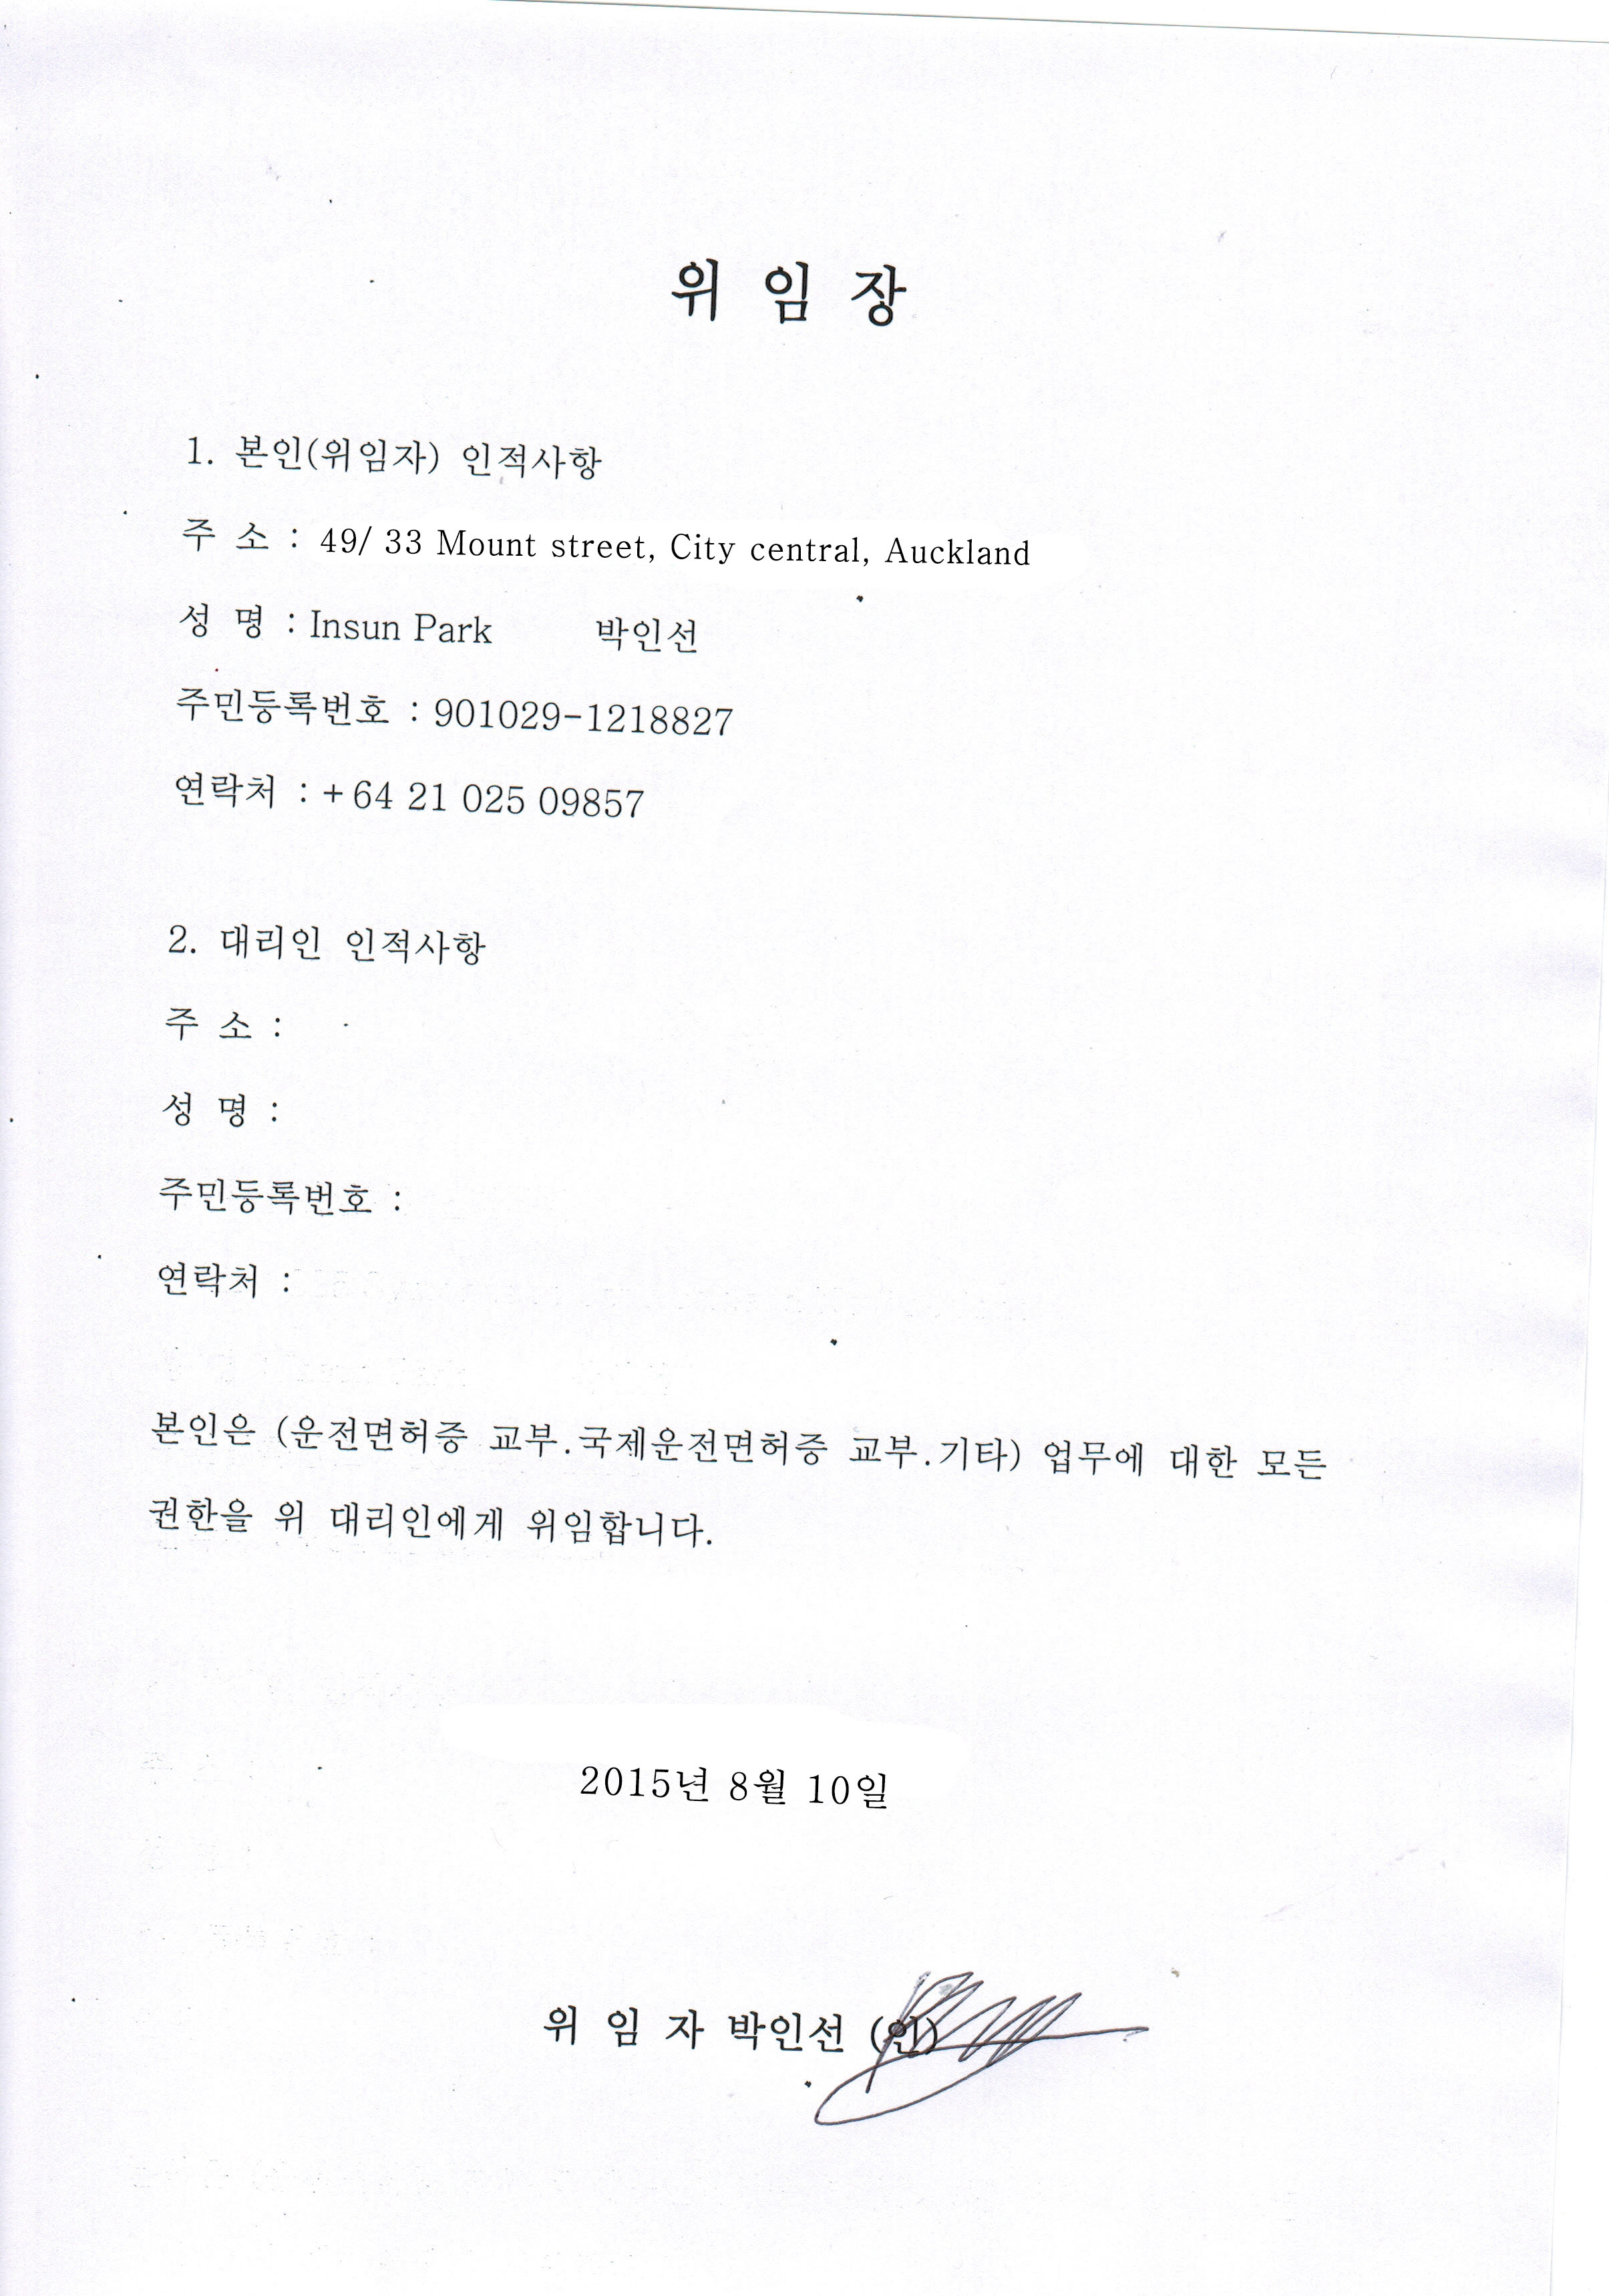 위 임 장
1. 본인(위임자) 인적사항
주 소 : 49/ 33 Mount street, City central, Auckland
성 명 : Insun Park 박인선
주민등록번호 : 901029-1218827
연락처 : + 64 21 025 09857
2. 대리인 인적사항
주 소 :
성 명 :
주민등록번호 :
연락처 :
본인은 (운전면허증 교부.국제운전면허증 교부.기타) 업무에 대한 모든
권한을 위 대리인에게 위임합니다.
2015년 8월 10일
위 임 자 박인선 (인)